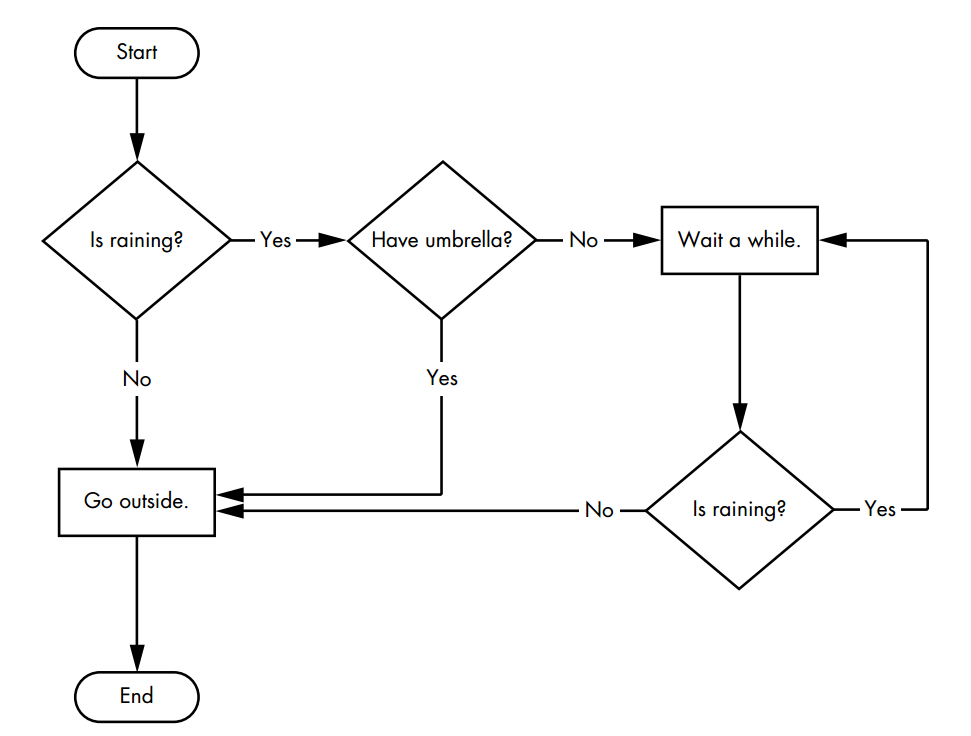 Start
Is raining?
Yes
Have umbrella?
No
Wait a while.
No
Yes
Go outside.
No
Is raining?
Yes
End